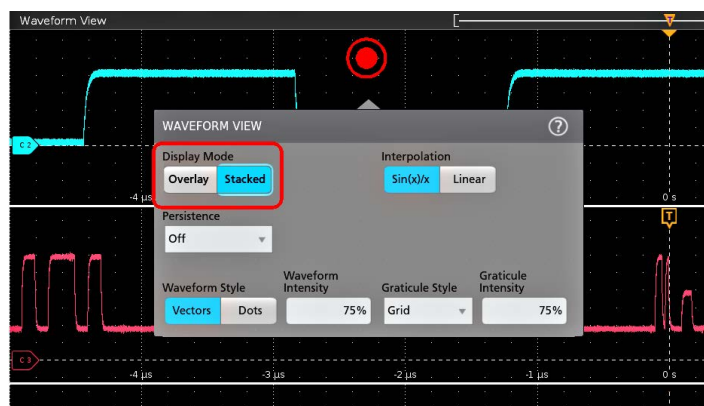 Waveform View
[
T
C 2
WAVEFORM VIEW
?
Display Mode
Interpolation
Overlay Stacked
Sin(x)/x Linear
-4 µs
0 s
Persistence
T
Off
Waveform Style
Waveform Intensity
Graticule Style
Graticule Intensity
Vectors Dots
75%
Grid
75%
C 3
-4 µs
-3 µs
-2 µs
-1 µs
0 s